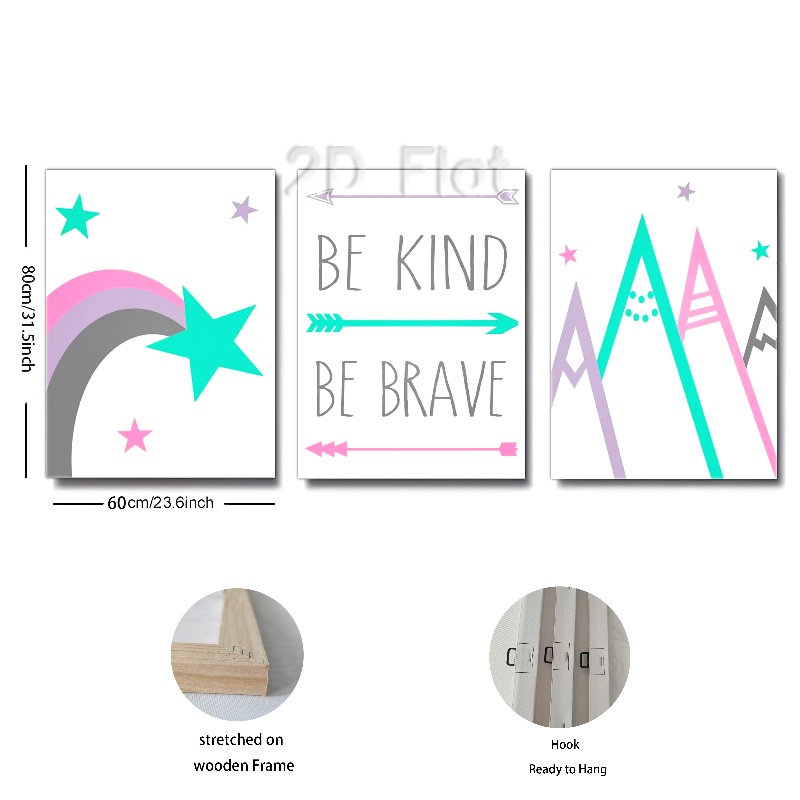 2D Flat
BE KIND
BE BRAVE
80cm/31.5inch
60cm/23.6inch
stretched on
wooden Frame
Hook
Ready to Hang